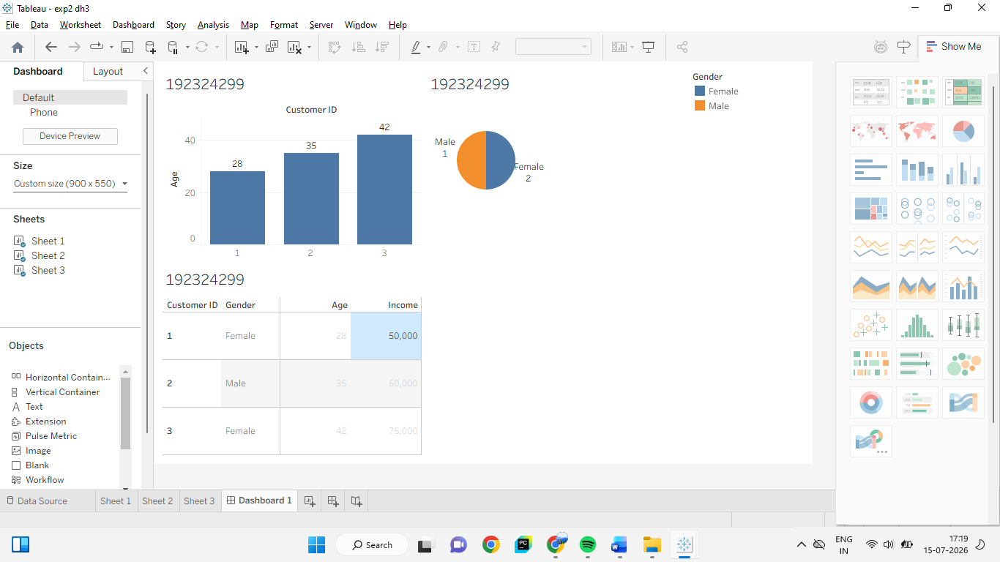 Tableau - exp2 dh3
File Data Worksheet Dashboard Story Analysis Map Format Server Window Help
Show Me
Dashboard Layout
Default
Phone
Device Preview
Size
Custom size (900 x 550)
Sheets
Sheet 1
Sheet 2
Sheet 3
Objects
Horizontal Contain...
Vertical Container
Text
Extension
Pulse Metric
Image
Blank
Workflow
192324299
Customer ID
Age
40
20
0
28
35
42
1 2 3
192324299
Male
1
Female
2
Gender
Female
Male
192324299
Customer ID Gender Age Income
1 Female 28 50,000
2 Male 35 60,000
3 Female 42 75,000
Data Source Sheet 1 Sheet 2 Sheet 3 Dashboard 1
Search
ENG
IN
17:19
15-07-2026